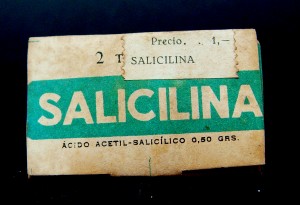 Precio. . 1,—
2 T
SALICILINA
SALICILINA
ÁCIDO ACETIL-SALICÍLICO 0,50 GRS.